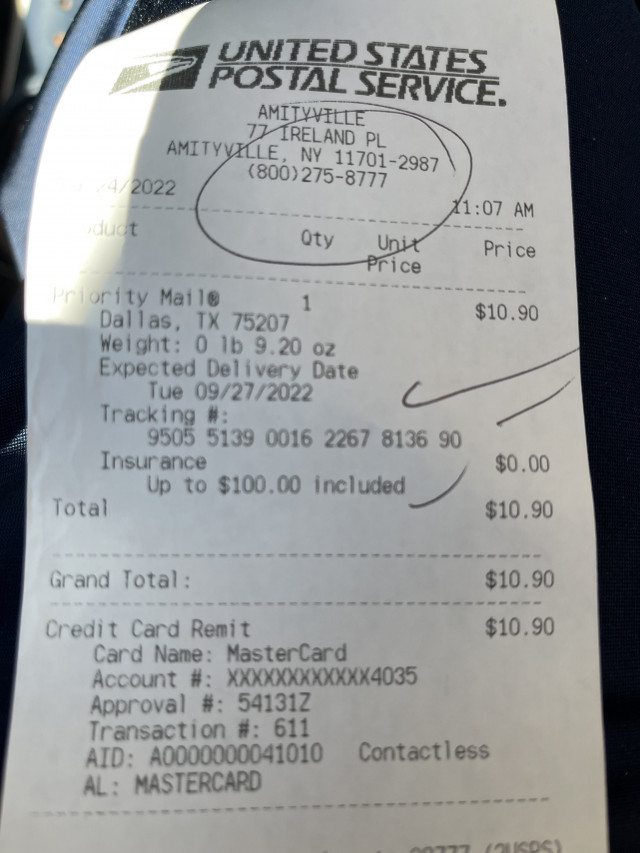 UNITED STATES
POSTAL SERVICE.
AMITYVILLE
77 IRELAND PL
AMITYVILLE, NY 11701-2987
(800)275-8777
24/2022 11:07 AM
Qty Unit Price
Price
Priority Mail® 1 $10.90
Dallas, TX 75207
Weight: 0 lb 9.20 oz
Expected Delivery Date
Tue 09/27/2022
Tracking #:
9505 5139 0016 2267 8136 90
Insurance $0.00
Up to $100.00 included
Total $10.90
Grand Total: $10.90
Credit Card Remit $10.90
Card Name: MasterCard
Account #: XXXXXXXXXXXX4035
Approval #: 54131Z
Transaction #: 611
AID: A0000000041010 Contactless
AL: MASTERCARD